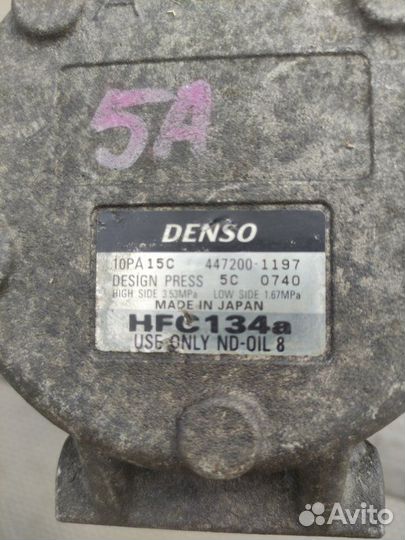 5A
DENSO
10PA15C 447200-1197
DESIGN PRESS 5C 0740
HIGH SIDE 3.53MPa LOW SIDE 1.67MPa
MADE IN JAPAN
HFC134a
USE ONLY ND-OIL 8
Avito